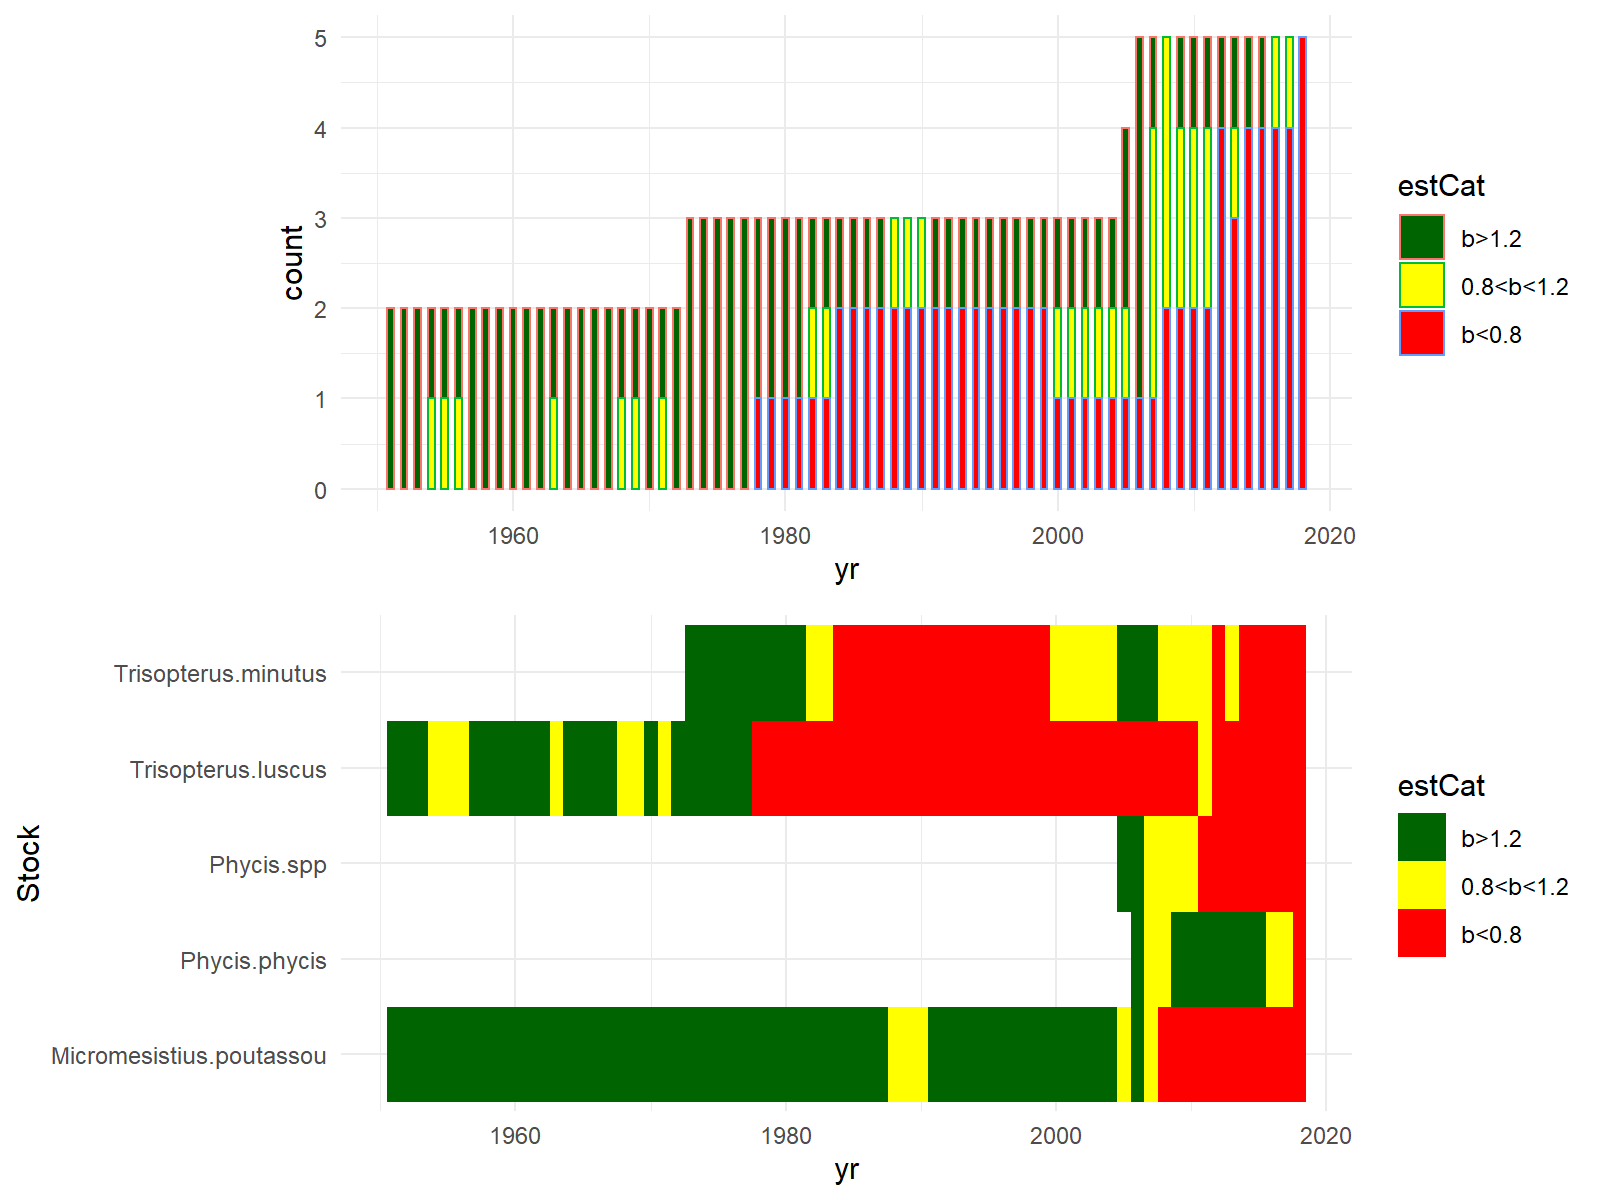 5
4
3
2
1
0
count
1960 1980 2000 2020
yr
estCat
b>1.2
0.8<b<1.2
b<0.8
Trisopterus.minutus
Trisopterus.luscus
Phycis.spp
Phycis.phycis
Micromesistius.poutassou
Stock
1960 1980 2000 2020
yr
estCat
b>1.2
0.8<b<1.2
b<0.8